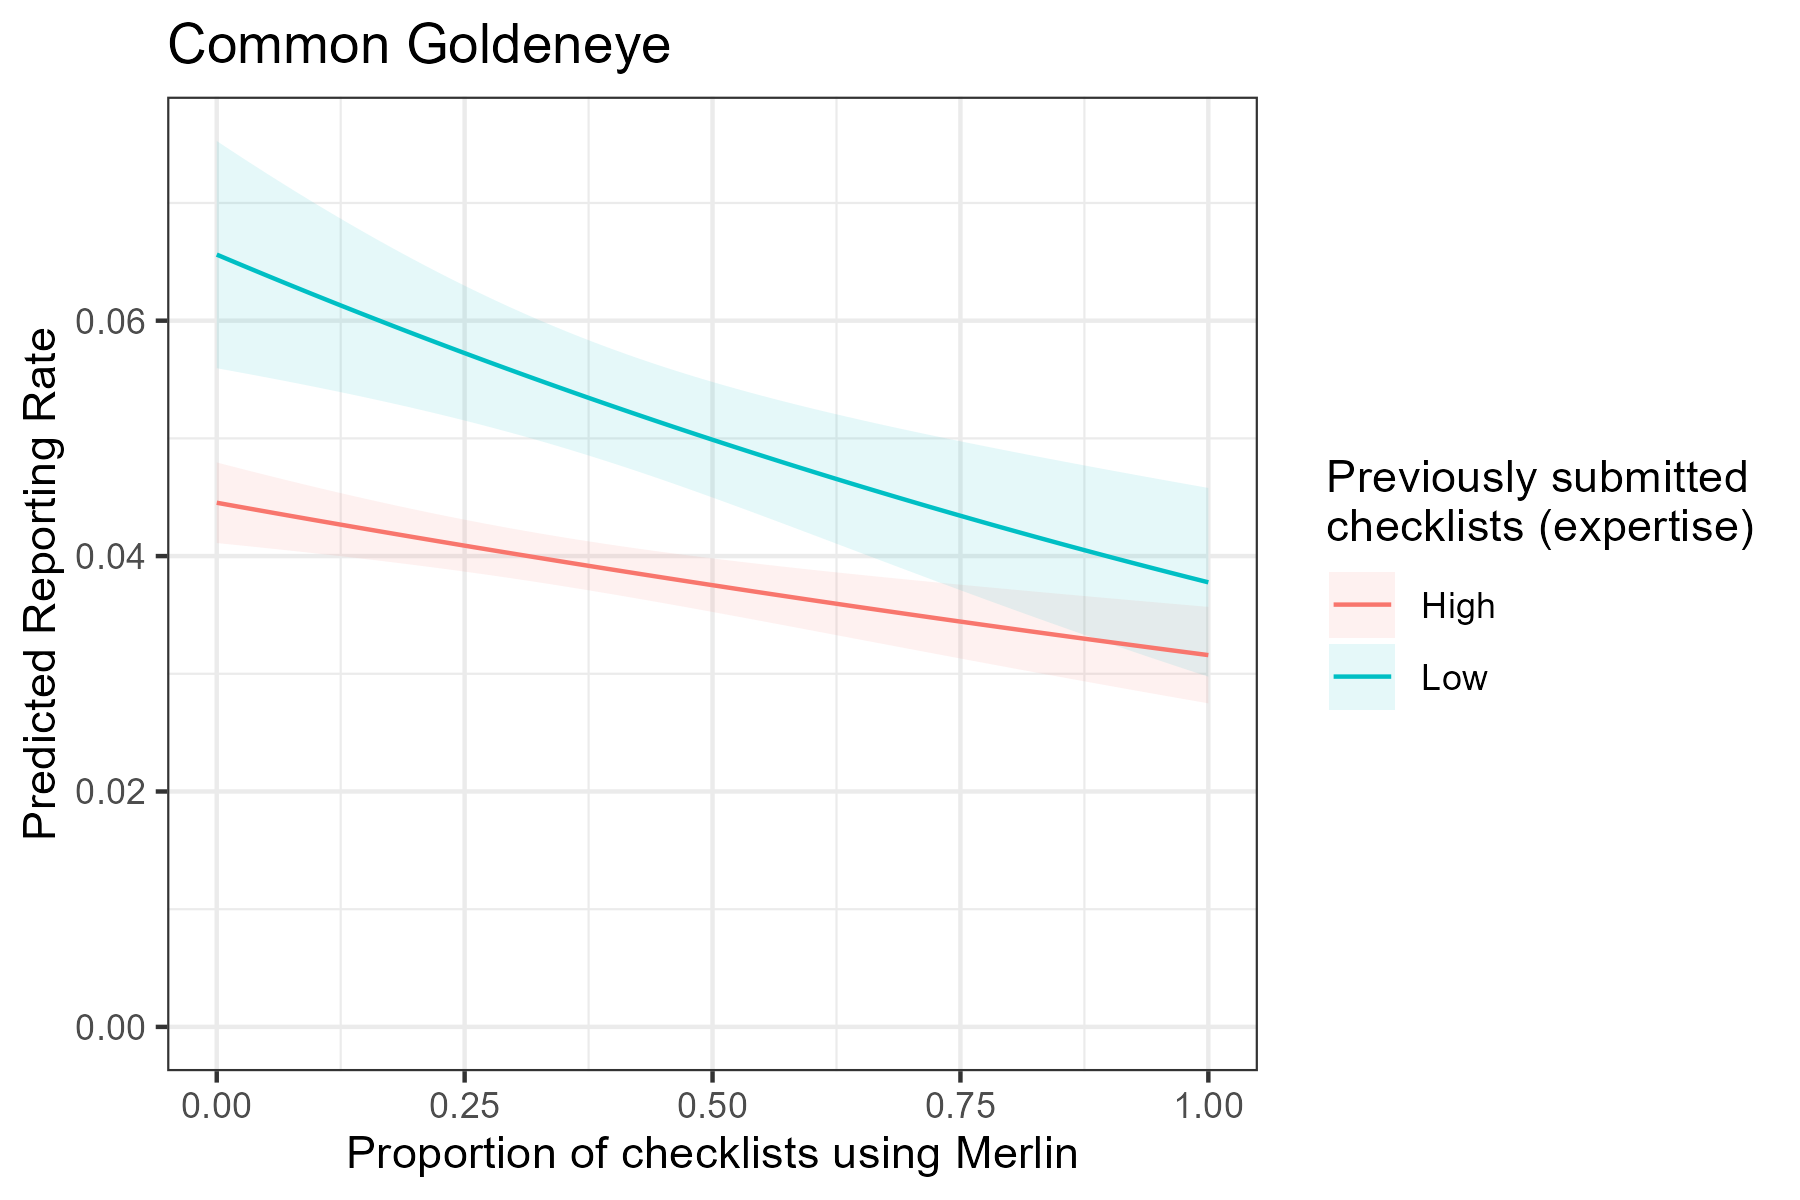 Common Goldeneye
Predicted Reporting Rate
0.06
0.04
0.02
0.00
0.00 0.25 0.50 0.75 1.00
Proportion of checklists using Merlin
Previously submitted
checklists (expertise)
High
Low